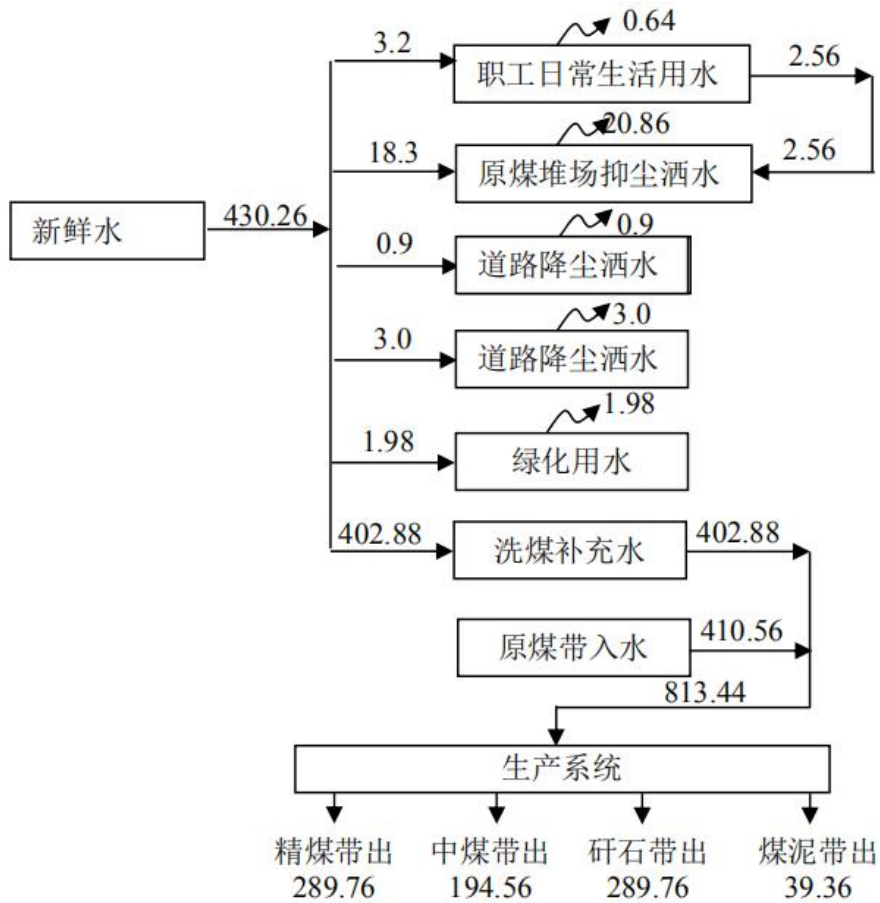 0.64
3.2
职工日常生活用水
2.56
20.86
18.3
原煤堆场抑尘洒水
2.56
新鲜水
430.26
0.9
0.9
道路降尘洒水
3.0
3.0
道路降尘洒水
1.98
1.98
绿化用水
402.88
洗煤补充水
402.88
原煤带入水
410.56
813.44
生产系统
精煤带出
中煤带出
矸石带出
煤泥带出
289.76
194.56
289.76
39.36